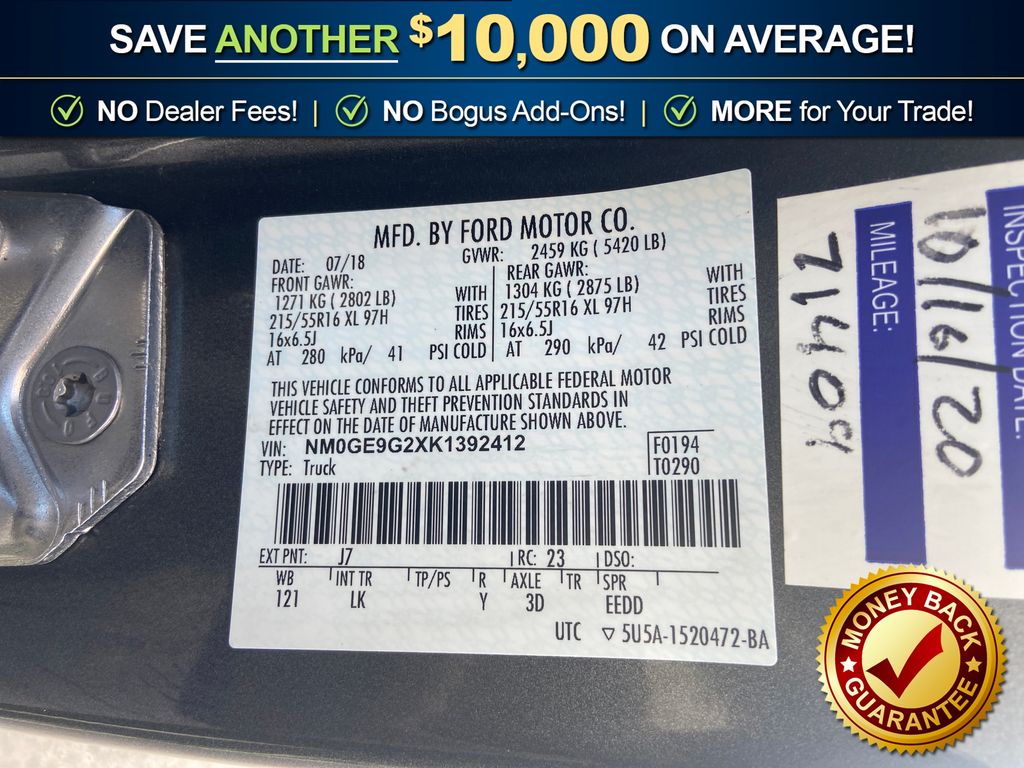 SAVE ANOTHER $10,000 ON AVERAGE!
NO Dealer Fees! | NO Bogus Add-Ons! | MORE for Your Trade!
MFD. BY FORD MOTOR CO.
DATE: 07/18 GVWR: 2459 KG ( 5420 LB)
FRONT GAWR: REAR GAWR:
1271 KG ( 2802 LB) WITH 1304 KG ( 2875 LB) WITH
215/55R16 XL 97H TIRES 215/55R16 XL 97H TIRES
16x6.5J RIMS 16x6.5J RIMS
AT 280 kPa/ 41 PSI COLD AT 290 kPa/ 42 PSI COLD
THIS VEHICLE CONFORMS TO ALL APPLICABLE FEDERAL MOTOR
VEHICLE SAFETY AND THEFT PREVENTION STANDARDS IN
EFFECT ON THE DATE OF MANUFACTURE SHOWN ABOVE.
VIN: NM0GE9G2XK1392412 F0194
TYPE: Truck T0290
EXT PNT: J7 RC: 23 DSO:
WB INT TR TP/PS R AXLE TR SPR
121 LK Y 3D EEDD
UTC ▽ 5U5A-1520472-BA
INSPECTION DATE:
10/16/20
MILEAGE:
MONEY BACK
GUARANTEE